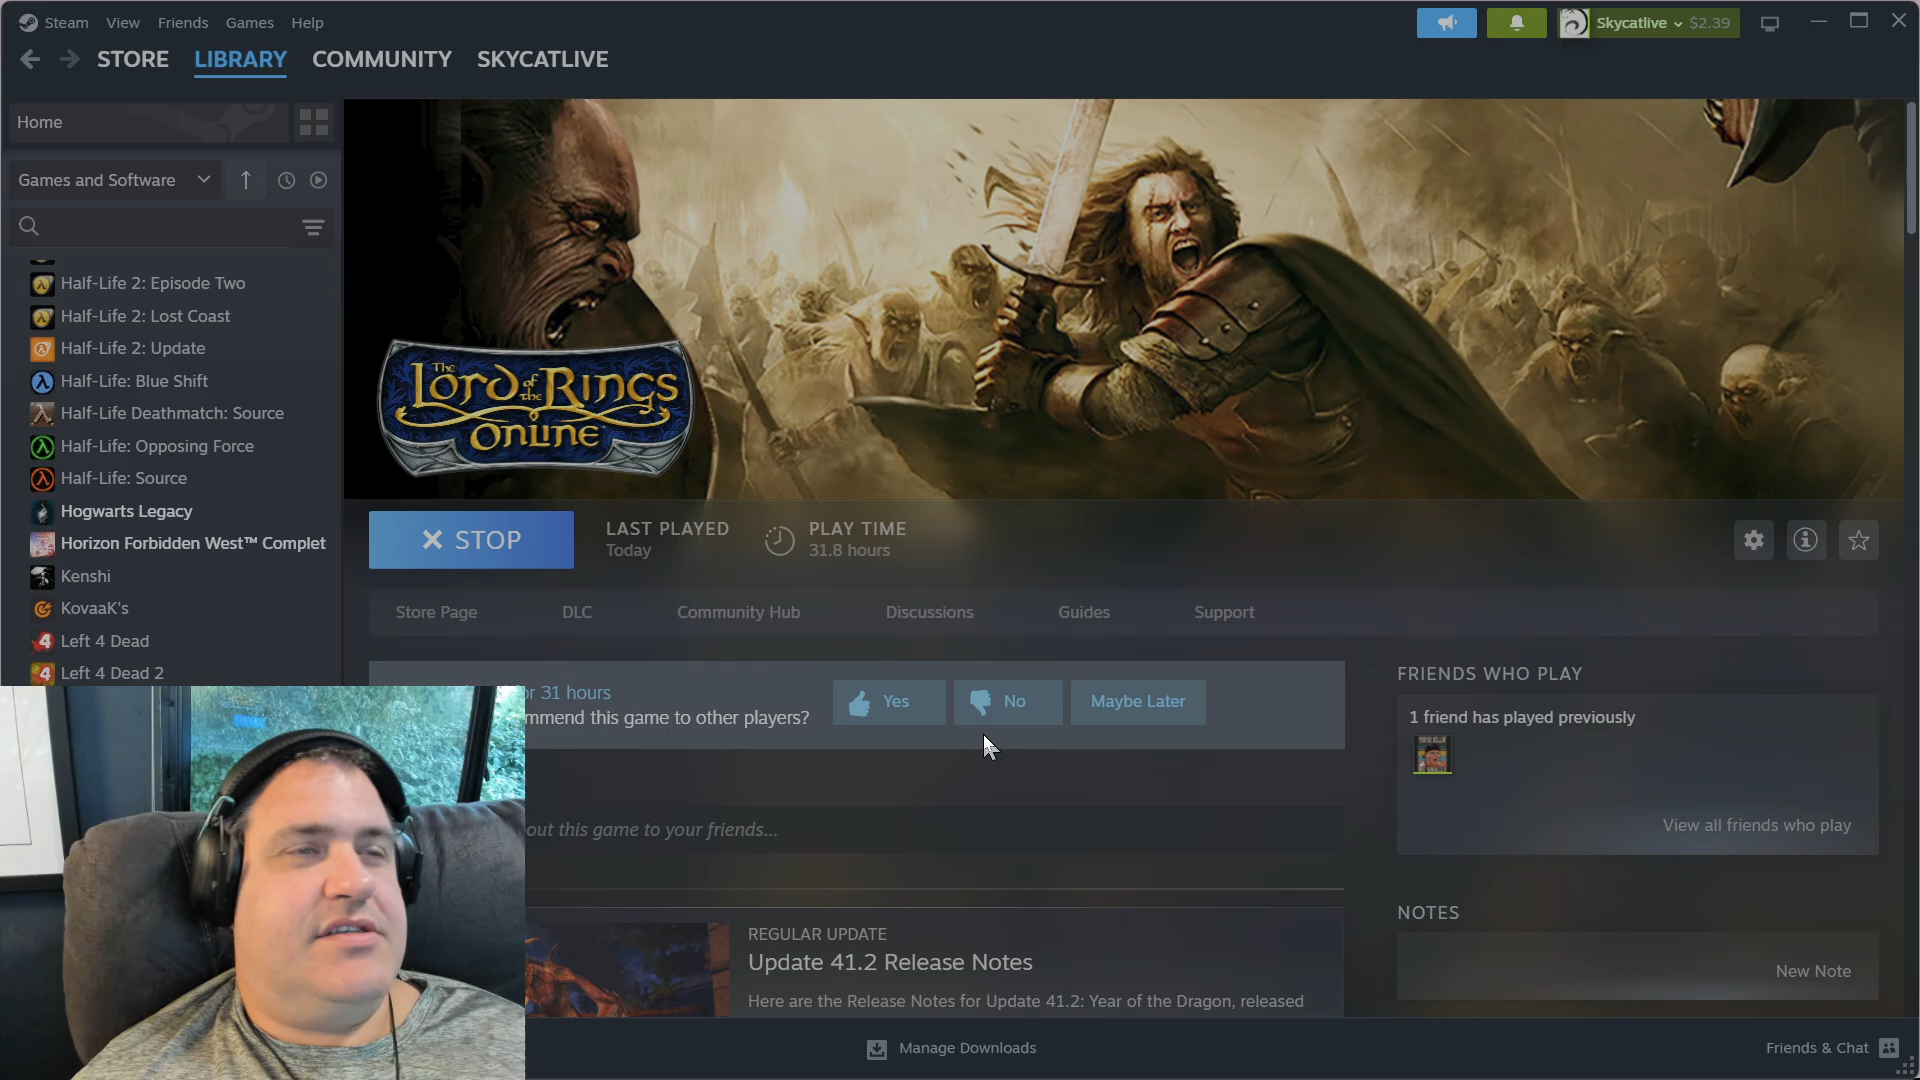 Steam View Friends Games Help
Skycatlive $2.39
STORE LIBRARY COMMUNITY SKYCATLIVE
Home
Games and Software
Half-Life 2: Episode Two
Half-Life 2: Lost Coast
Half-Life 2: Update
Half-Life: Blue Shift
Half-Life Deathmatch: Source
Half-Life: Opposing Force
Half-Life: Source
Hogwarts Legacy
Horizon Forbidden West™ Complet
Kenshi
KovaaK's
Left 4 Dead
Left 4 Dead 2
The
Lord of the Rings
Online
STOP
LAST PLAYED
Today
PLAY TIME
31.8 hours
Store Page DLC Community Hub Discussions Guides Support
or 31 hours
mmend this game to other players?
Yes No Maybe Later
out this game to your friends...
REGULAR UPDATE
Update 41.2 Release Notes
Here are the Release Notes for Update 41.2: Year of the Dragon, released
FRIENDS WHO PLAY
1 friend has played previously
View all friends who play
NOTES
New Note
Manage Downloads
Friends & Chat